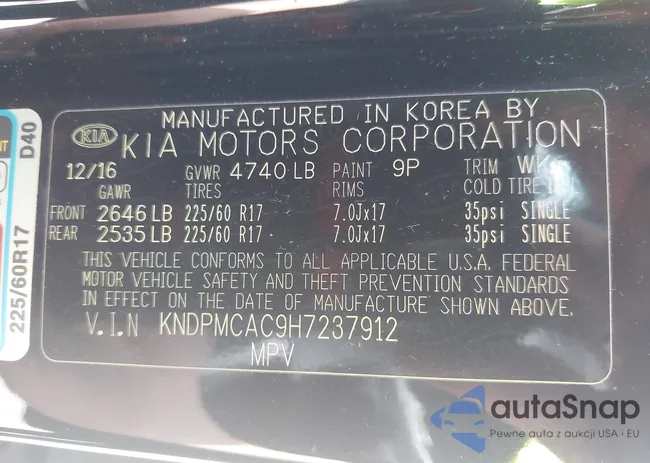 MANUFACTURED IN KOREA BY
KIA KIA MOTORS CORPORATION
12/16 GVWR 4740 LB PAINT 9P TRIM WK
GAWR TIRES RIMS COLD TIRE
FRONT 2646 LB 225/60 R17 7.0Jx17 35psi SINGLE
REAR 2535 LB 225/60 R17 7.0Jx17 35psi SINGLE
THIS VEHICLE CONFORMS TO ALL APPLICABLE U.S.A. FEDERAL
MOTOR VEHICLE SAFETY AND THEFT PREVENTION STANDARDS
IN EFFECT ON THE DATE OF MANUFACTURE SHOWN ABOVE.
V.I.N KNDPMCAC9H7237912
MPV
D40
225/60R17
autaSnap
Pewne auta z aukcji USA i EU